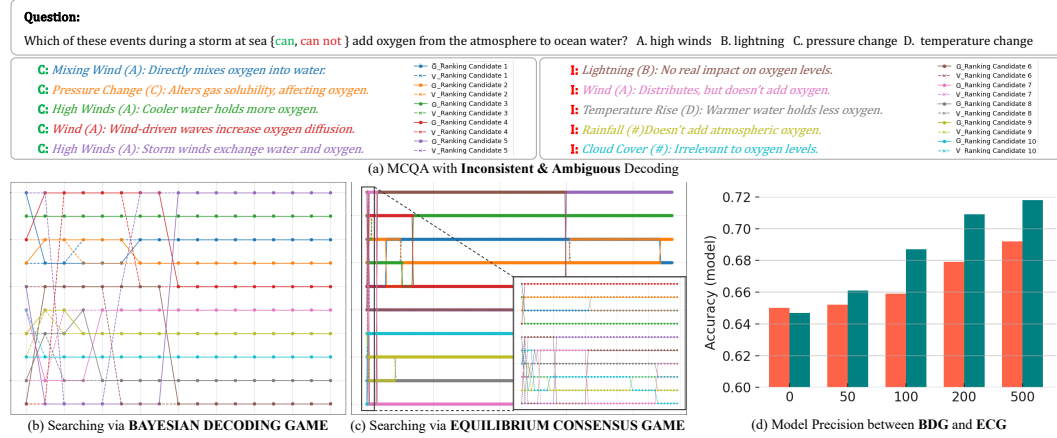 Question:
Which of these events during a storm at sea {can, can not } add oxygen from the atmosphere to ocean water? A. high winds B. lightning C. pressure change D. temperature change
C: Mixing Wind (A): Directly mixes oxygen into water.
C: Pressure Change (C): Alters gas solubility, affecting oxygen.
C: High Winds (A): Cooler water holds more oxygen.
C: Wind (A): Wind-driven waves increase oxygen diffusion.
C: High Winds (A): Storm winds exchange water and oxygen.
G_Ranking Candidate 1
V_Ranking Candidate 1
G_Ranking Candidate 2
V_Ranking Candidate 2
G_Ranking Candidate 3
V_Ranking Candidate 3
G_Ranking Candidate 4
V_Ranking Candidate 4
G_Ranking Candidate 5
V_Ranking Candidate 5
I: Lightning (B): No real impact on oxygen levels.
I: Wind (A): Distributes, but doesn't add oxygen.
I: Temperature Rise (D): Warmer water holds less oxygen.
I: Rainfall (#)Doesn't add atmospheric oxygen.
I: Cloud Cover (#): Irrelevant to oxygen levels.
G_Ranking Candidate 6
V_Ranking Candidate 6
G_Ranking Candidate 7
V_Ranking Candidate 7
G_Ranking Candidate 8
V_Ranking Candidate 8
G_Ranking Candidate 9
V_Ranking Candidate 9
G_Ranking Candidate 10
V_Ranking Candidate 10
(a) MCQA with Inconsistent & Ambiguous Decoding
(b) Searching via BAYESIAN DECODING GAME
(c) Searching via EQUILIBRIUM CONSENSUS GAME
Accuracy (model)
0.72
0.70
0.68
0.66
0.64
0.62
0.60
0 50 100 200 500
(d) Model Precision between BDG and ECG